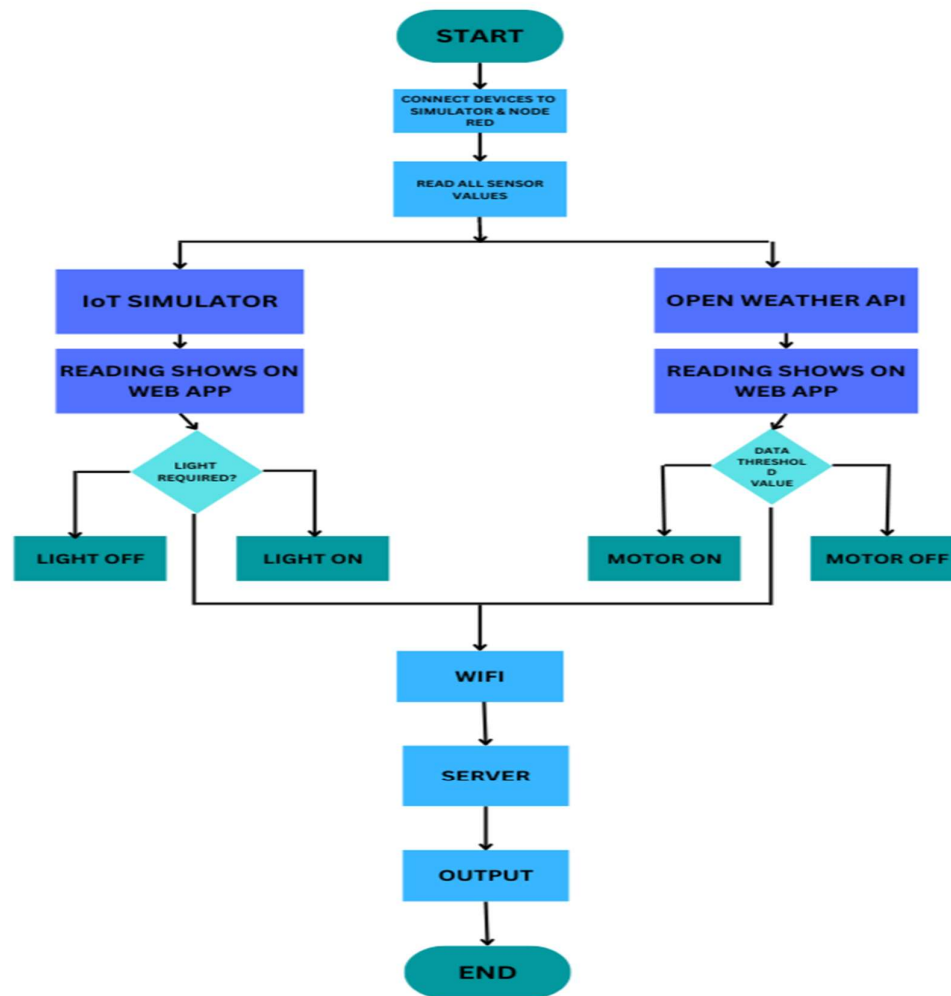 START
CONNECT DEVICES TO
SIMULATOR & NODE
RED
READ ALL SENSOR
VALUES
IoT SIMULATOR
OPEN WEATHER API
READING SHOWS ON
WEB APP
READING SHOWS ON
WEB APP
LIGHT
REQUIRED?
DATA
THRESHOL
D
VALUE
LIGHT OFF
LIGHT ON
MOTOR ON
MOTOR OFF
WIFI
SERVER
OUTPUT
END